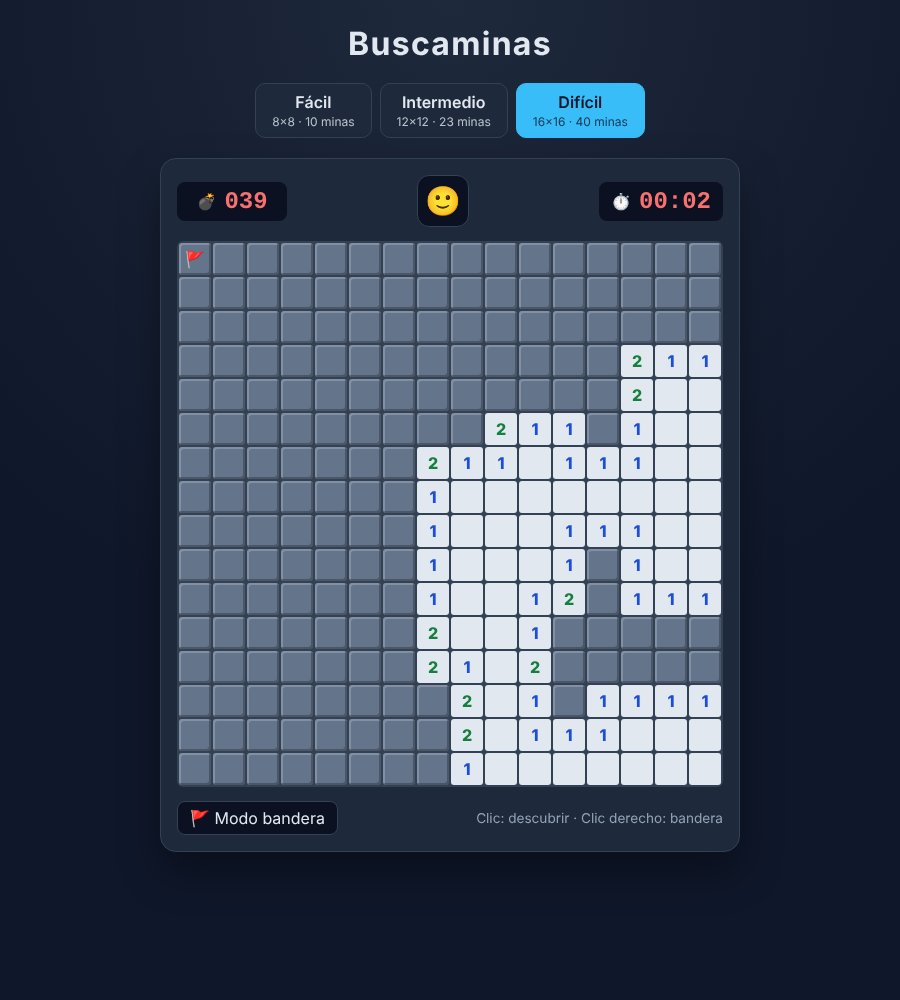 Buscaminas
Fácil Intermedio Difícil
8×8 · 10 minas 12×12 · 23 minas 16×16 · 40 minas
💣 039 🙂 ⏱️ 00:02
🚩
2 1 1
2
2 1 1 1
2 1 1 1 1 1
1
1 1 1 1
1 1 1
1 1 2 1 1 1
2 1
2 1 2
2 1 1 1 1 1
2 1 1 1
1
🚩 Modo bandera Clic: descubrir · Clic derecho: bandera